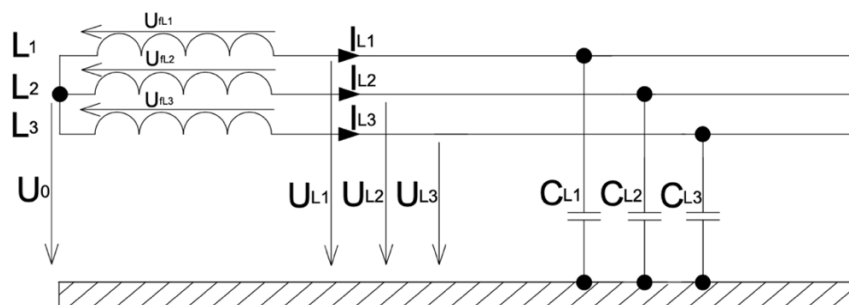 UfL1
L1 IL1
UfL2
L2 IL2
UfL3
L3 IL3
U0 UL1 UL2 UL3 CL1 CL2 CL3